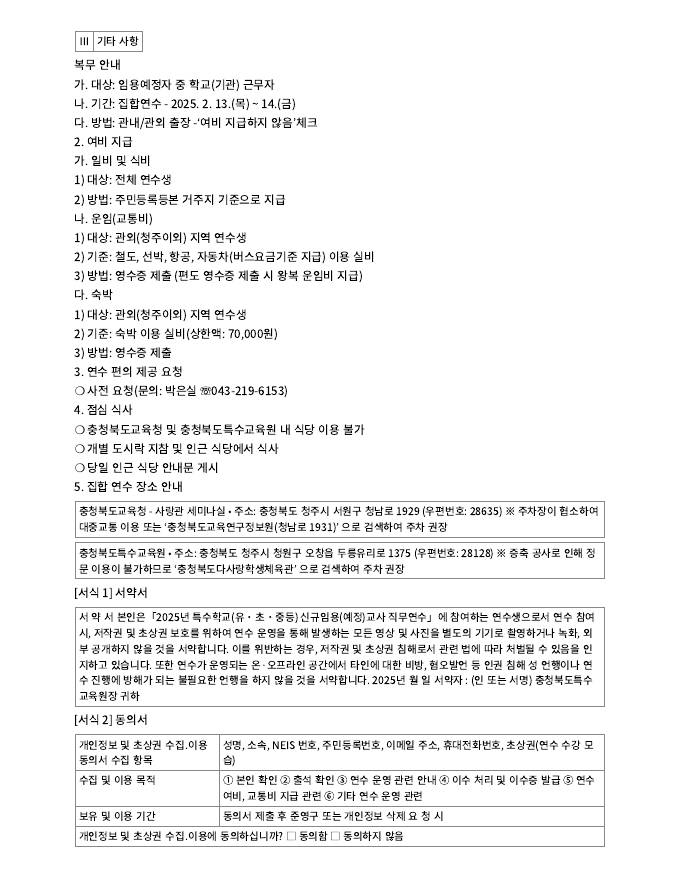 Ⅲ 기타 사항
복무 안내
가. 대상: 임용예정자 중 학교(기관) 근무자
나. 기간: 집합연수 - 2025. 2. 13.(목) ~ 14.(금)
다. 방법: 관내/관외 출장 -‘여비 지급하지 않음’체크
2. 여비 지급
가. 일비 및 식비
1) 대상: 전체 연수생
2) 방법: 주민등록등본 거주지 기준으로 지급
나. 운임(교통비)
1) 대상: 관외(청주이외) 지역 연수생
2) 기준: 철도, 선박, 항공, 자동차(버스요금기준 지급) 이용 실비
3) 방법: 영수증 제출 (편도 영수증 제출 시 왕복 운임비 지급)
다. 숙박
1) 대상: 관외(청주이외) 지역 연수생
2) 기준: 숙박 이용 실비(상한액: 70,000원)
3) 방법: 영수증 제출
3. 연수 편의 제공 요청
❍ 사전 요청(문의: 박은실 ☏043-219-6153)
4. 점심 식사
❍ 충청북도교육청 및 충청북도특수교육원 내 식당 이용 불가
❍ 개별 도시락 지참 및 인근 식당에서 식사
❍ 당일 인근 식당 안내문 게시
5. 집합 연수 장소 안내
충청북도교육청 - 사랑관 세미나실 • 주소: 충청북도 청주시 서원구 청남로 1929 (우편번호: 28635) ※ 주차장이 협소하여
대중교통 이용 또는 ‘충청북도교육연구정보원(청남로 1931)’ 으로 검색하여 주차 권장
충청북도특수교육원 • 주소: 충청북도 청주시 청원구 오창읍 두릉유리로 1375 (우편번호: 28128) ※ 증축 공사로 인해 정
문 이용이 불가하므로 ‘충청북도다사랑학생체육관’ 으로 검색하여 주차 권장
[서식 1] 서약서
서 약 서 본인은「2025년 특수학교(유・초・중등) 신규임용(예정)교사 직무연수」에 참여하는 연수생으로서 연수 참여
시, 저작권 및 초상권 보호를 위하여 연수 운영을 통해 발생하는 모든 영상 및 사진을 별도의 기기로 촬영하거나 녹화, 외
부 공개하지 않을 것을 서약합니다. 이를 위반하는 경우, 저작권 및 초상권 침해로서 관련 법에 따라 처벌될 수 있음을 인
지하고 있습니다. 또한 연수가 운영되는 온·오프라인 공간에서 타인에 대한 비방, 혐오발언 등 인권 침해 성 언행이나 연
수 진행에 방해가 되는 불필요한 언행을 하지 않을 것을 서약합니다. 2025년 월 일 서약자 : (인 또는 서명) 충청북도특수
교육원장 귀하
[서식 2] 동의서
개인정보 및 초상권 수집.이용
동의서 수집 항목
성명, 소속, NEIS 번호, 주민등록번호, 이메일 주소, 휴대전화번호, 초상권(연수 수강 모
습)
수집 및 이용 목적
① 본인 확인 ② 출석 확인 ③ 연수 운영 관련 안내 ④ 이수 처리 및 이수증 발급 ⑤ 연수
여비, 교통비 지급 관련 ⑥ 기타 연수 운영 관련
보유 및 이용 기간
동의서 제출 후 준영구 또는 개인정보 삭제 요 청 시
개인정보 및 초상권 수집.이용에 동의하십니까? □ 동의함 □ 동의하지 않음